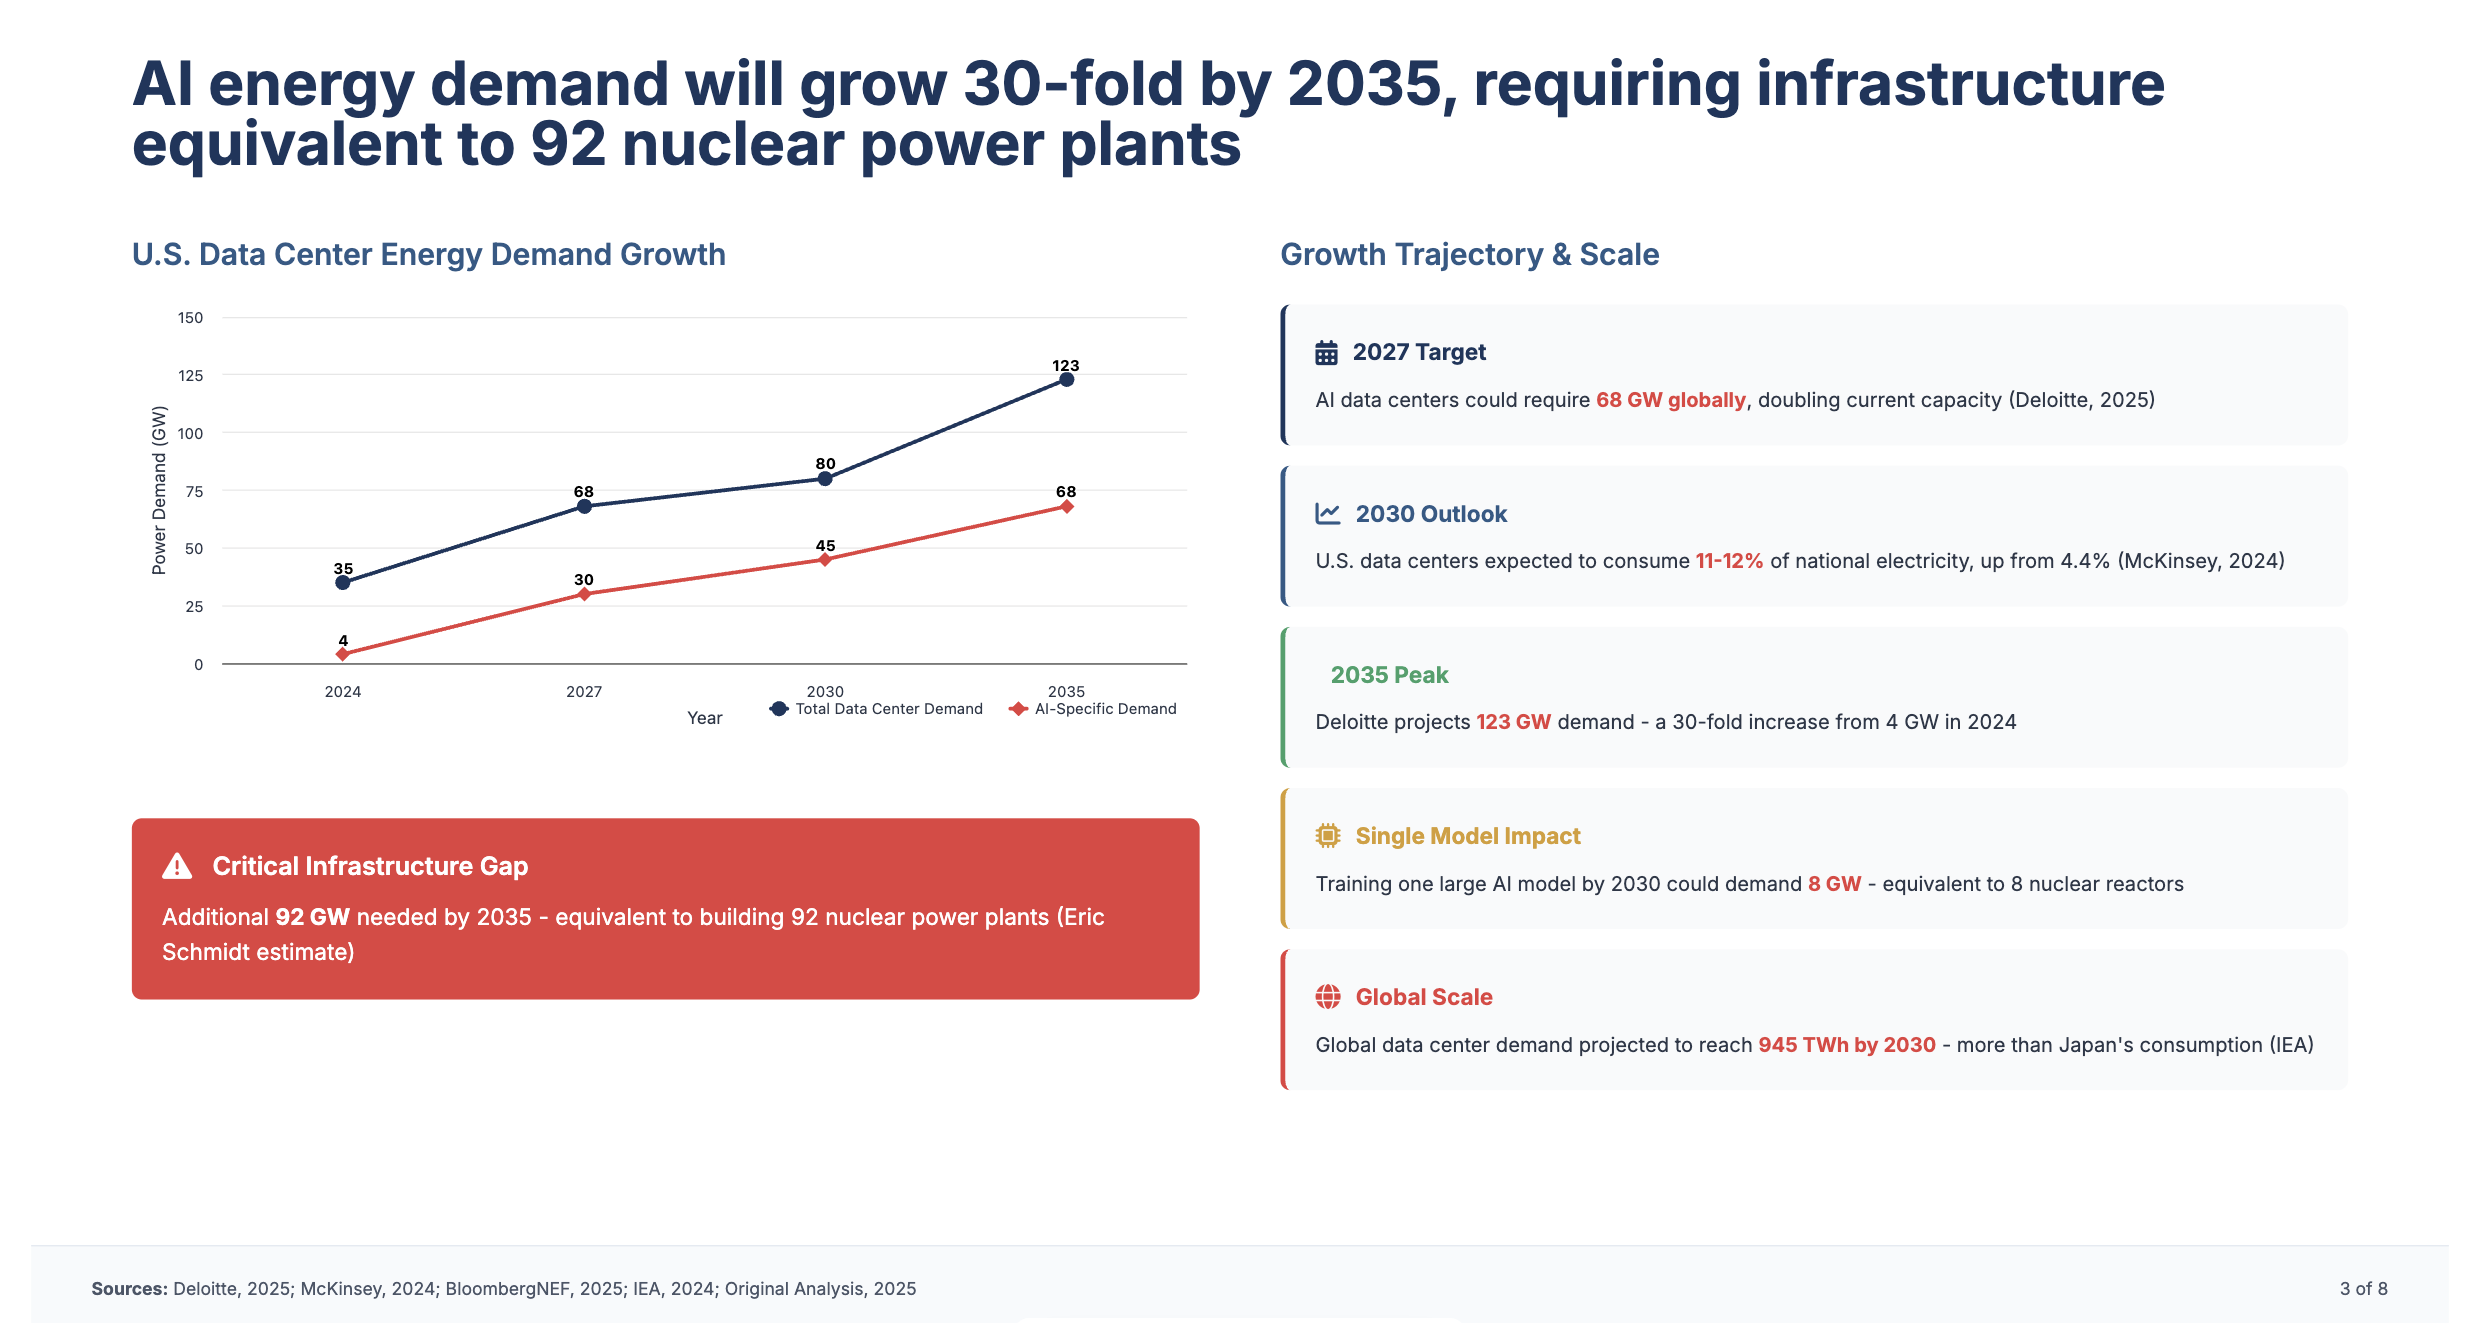 AI energy demand will grow 30-fold by 2035, requiring infrastructure
equivalent to 92 nuclear power plants
U.S. Data Center Energy Demand Growth
150
125
100
75
50
25
0
Power Demand (GW)
35
68
80
123
4
30
45
68
2024
2027
2030
2035
Year
Total Data Center Demand
AI-Specific Demand
Critical Infrastructure Gap
Additional 92 GW needed by 2035 - equivalent to building 92 nuclear power plants (Eric
Schmidt estimate)
Growth Trajectory & Scale
2027 Target
AI data centers could require 68 GW globally, doubling current capacity (Deloitte, 2025)
2030 Outlook
U.S. data centers expected to consume 11-12% of national electricity, up from 4.4% (McKinsey, 2024)
2035 Peak
Deloitte projects 123 GW demand - a 30-fold increase from 4 GW in 2024
Single Model Impact
Training one large AI model by 2030 could demand 8 GW - equivalent to 8 nuclear reactors
Global Scale
Global data center demand projected to reach 945 TWh by 2030 - more than Japan's consumption (IEA)
Sources: Deloitte, 2025; McKinsey, 2024; BloombergNEF, 2025; IEA, 2024; Original Analysis, 2025
3 of 8